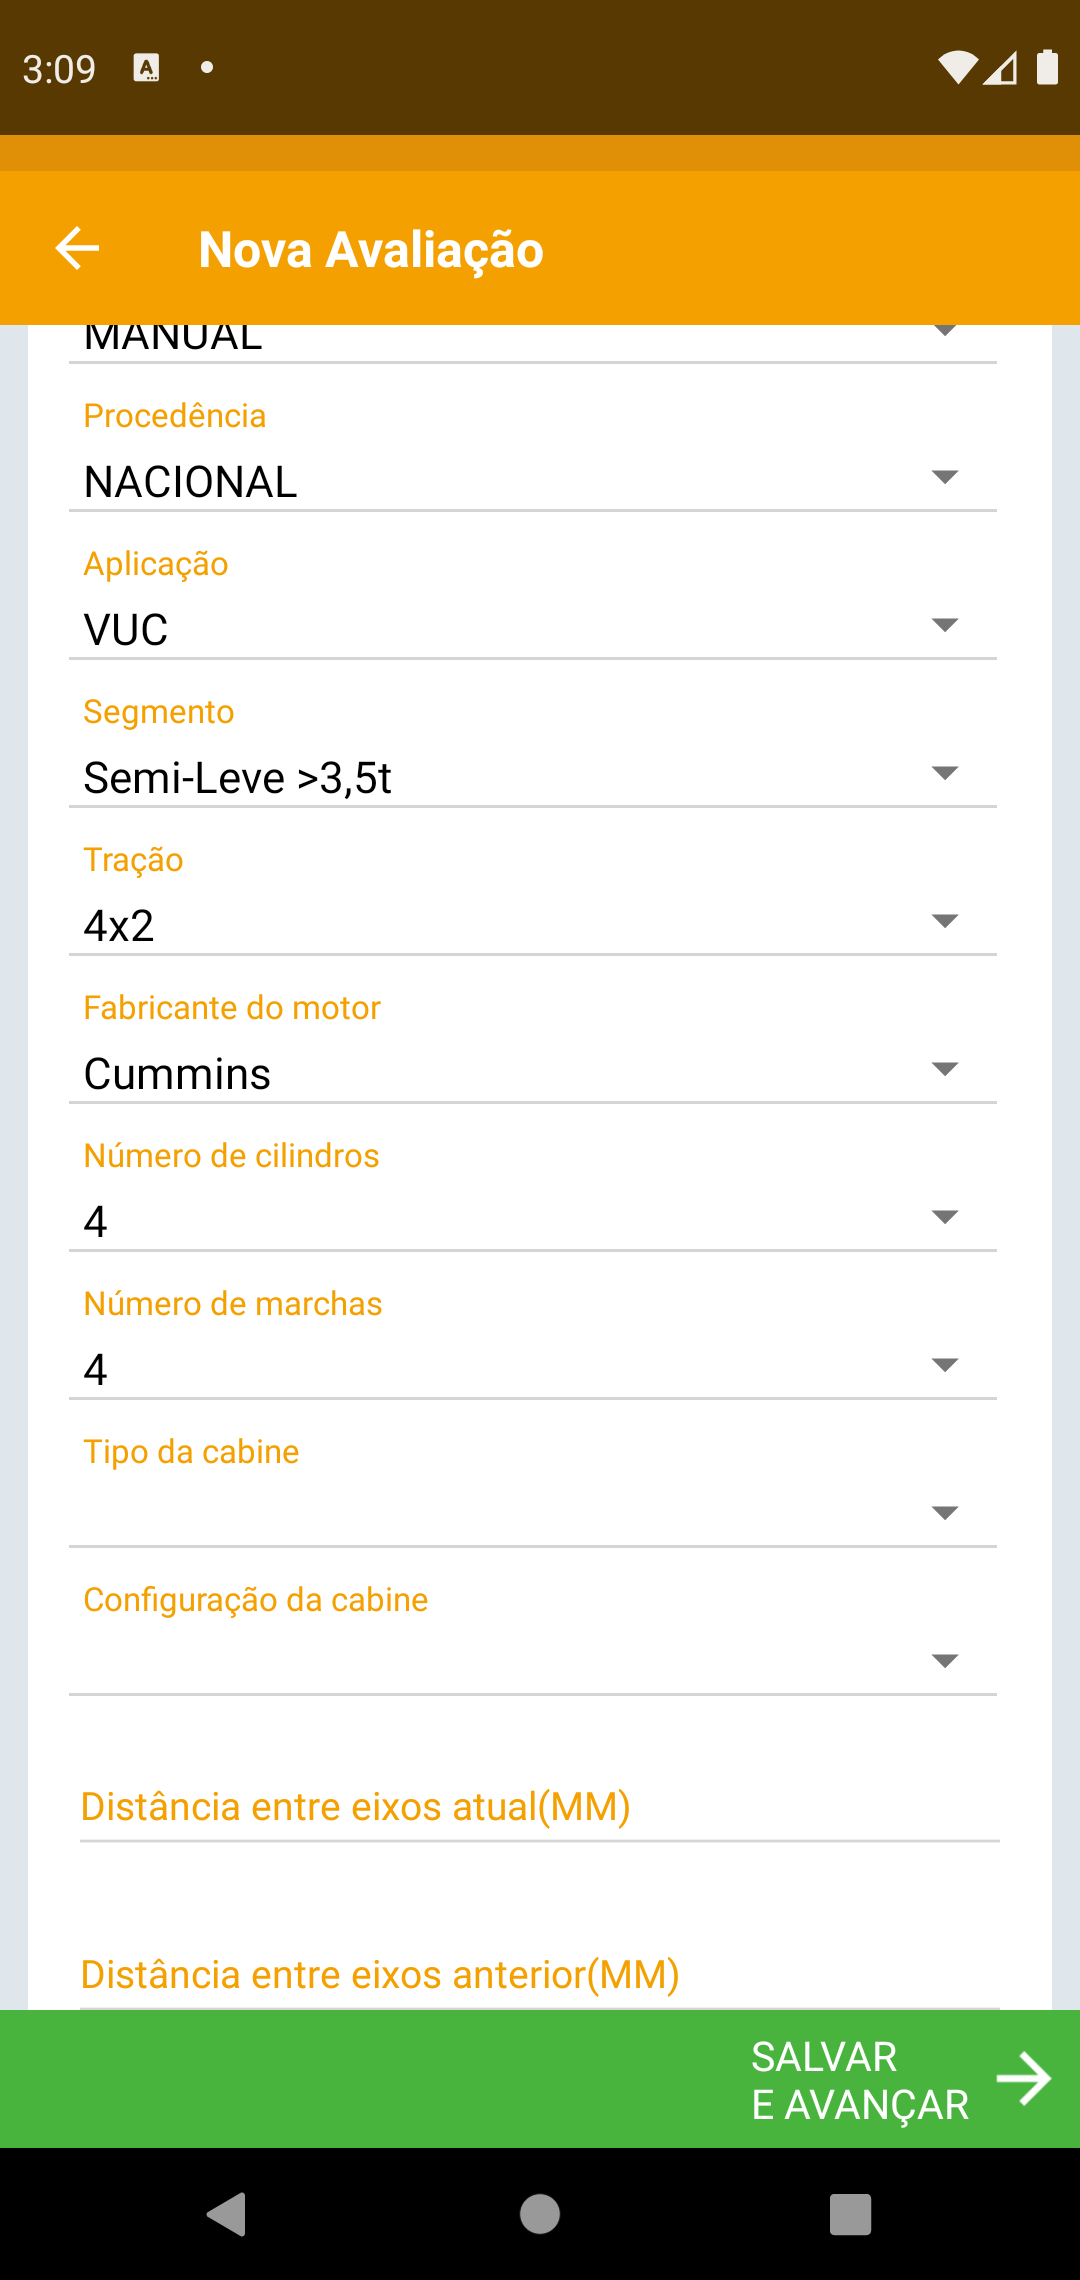 3:09
Nova Avaliação
MANUAL
Procedência
NACIONAL
Aplicação
VUC
Segmento
Semi-Leve >3,5t
Tração
4x2
Fabricante do motor
Cummins
Número de cilindros
4
Número de marchas
4
Tipo da cabine
Configuração da cabine
Distância entre eixos atual(MM)
Distância entre eixos anterior(MM)
SALVAR
E AVANÇAR